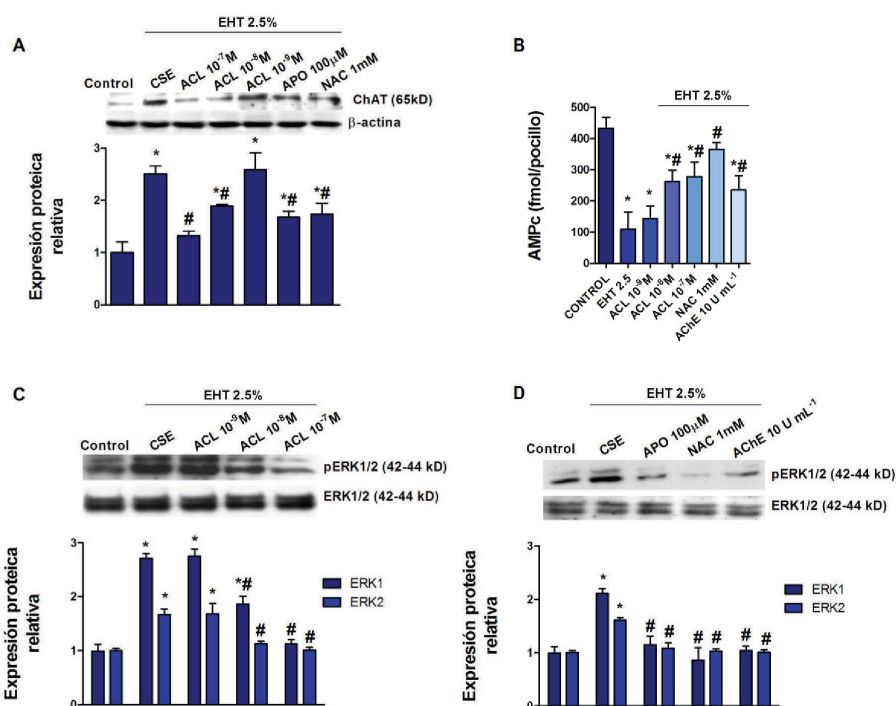 A
EHT 2.5%
Control
CSE
ACL 10⁻⁷M
ACL 10⁻⁸M
ACL 10⁻⁹M
APO 100µM
NAC 1mM
ChAT (65kD)
β-actina
Expresión proteica
relativa
3
2
1
0
*
#
*#
*
*#
*#
B
EHT 2.5%
AMPc (fmol/pocillo)
500
400
300
200
100
0
*
*
*#
*#
#
*#
CONTROL
EHT 2.5
ACL 10⁻⁹M
ACL 10⁻⁸M
ACL 10⁻⁷M
NAC 1mM
AChE 10 U mL⁻¹
C
EHT 2.5%
Control
CSE
ACL 10⁻⁹M
ACL 10⁻⁸M
ACL 10⁻⁷M
pERK1/2 (42-44 kD)
ERK1/2 (42-44 kD)
Expresión proteica
relativa
3
2
1
0
*
*
*
*
*#
#
#
#
ERK1
ERK2
D
EHT 2.5%
Control
CSE
APO 100µM
NAC 1mM
AChE 10 U mL⁻¹
pERK1/2 (42-44 kD)
ERK1/2 (42-44 kD)
Expresión proteica
relativa
3
2
1
0
*
*
#
#
#
#
#
#
ERK1
ERK2